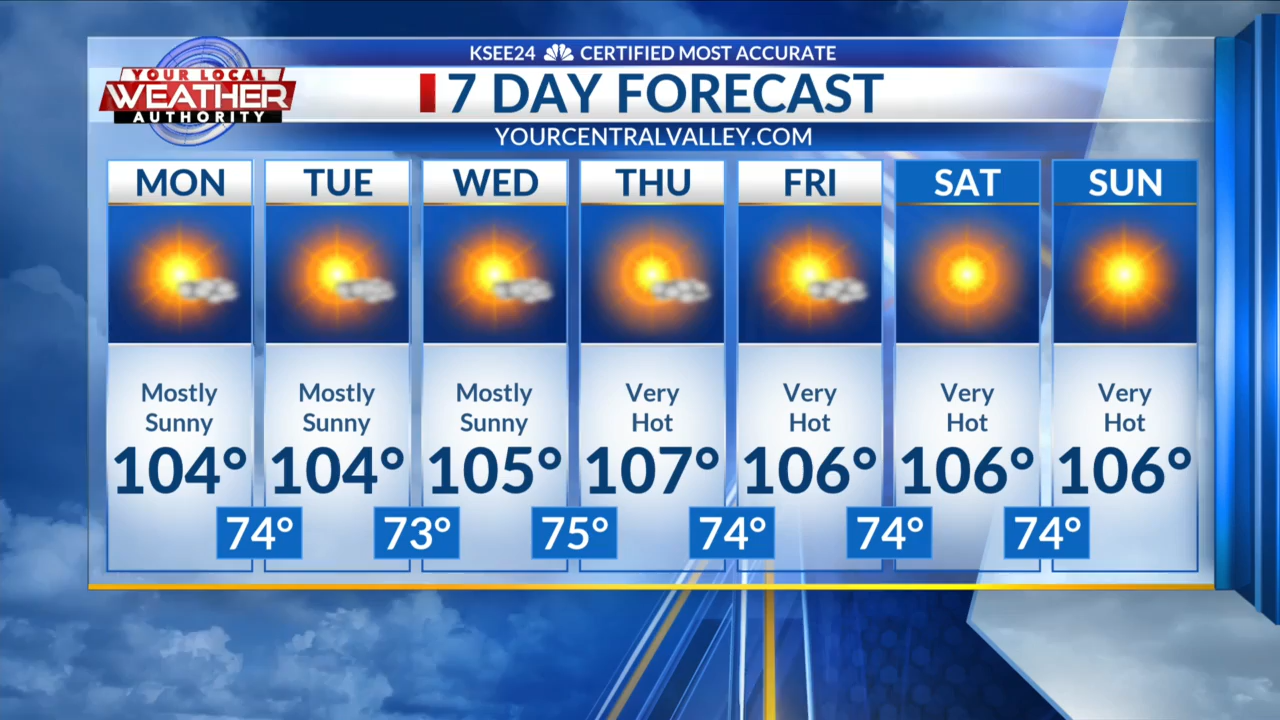 KSEE24 CERTIFIED MOST ACCURATE
YOUR LOCAL
WEATHER
AUTHORITY
7 DAY FORECAST
YOURCENTRALVALLEY.COM
MON TUE WED THU FRI SAT SUN
Mostly Mostly Mostly Very Very Very Very
Sunny Sunny Sunny Hot Hot Hot Hot
104° 104° 105° 107° 106° 106° 106°
74° 73° 75° 74° 74° 74°